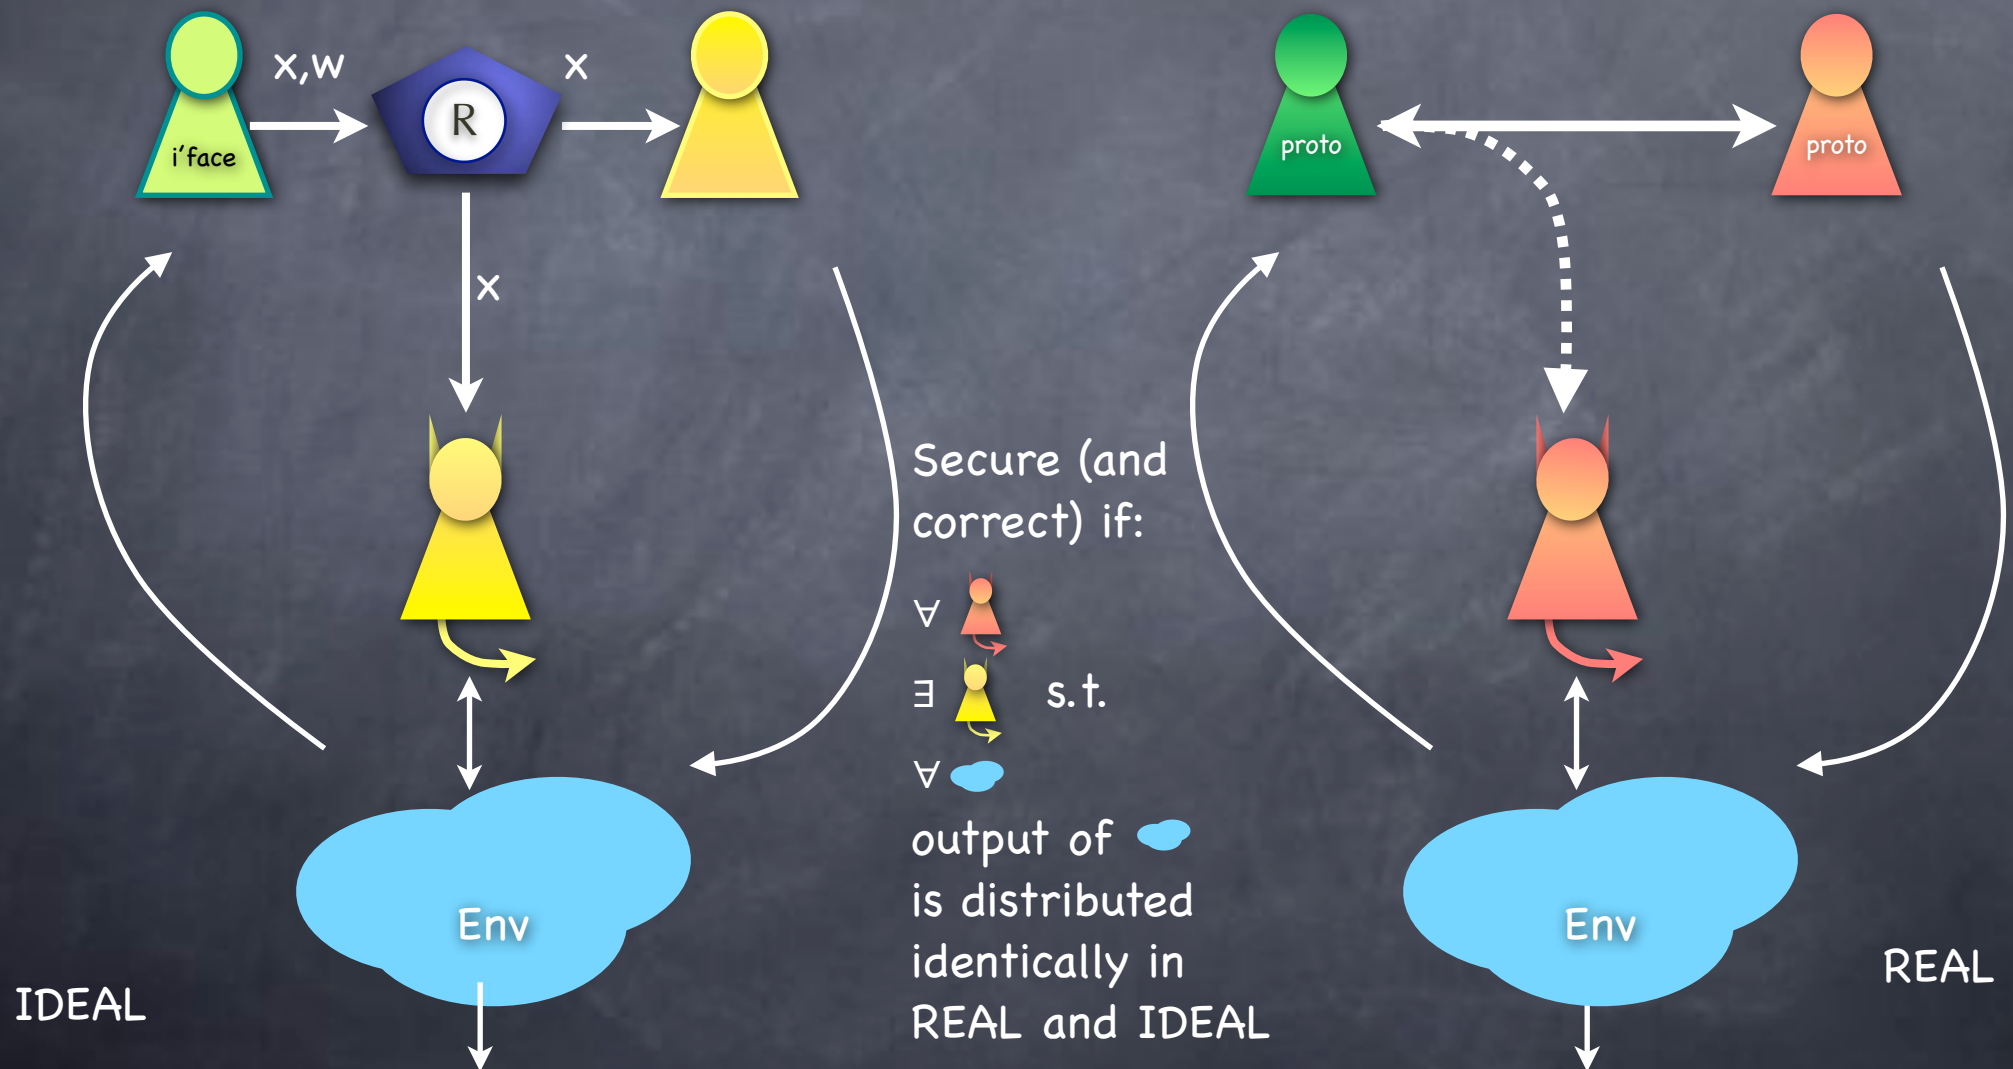 x,w
R
x
i'face
x
proto
proto
Secure (and
correct) if:
∀
∃ s.t.
∀
output of
is distributed
identically in
REAL and IDEAL
Env
Env
IDEAL
REAL